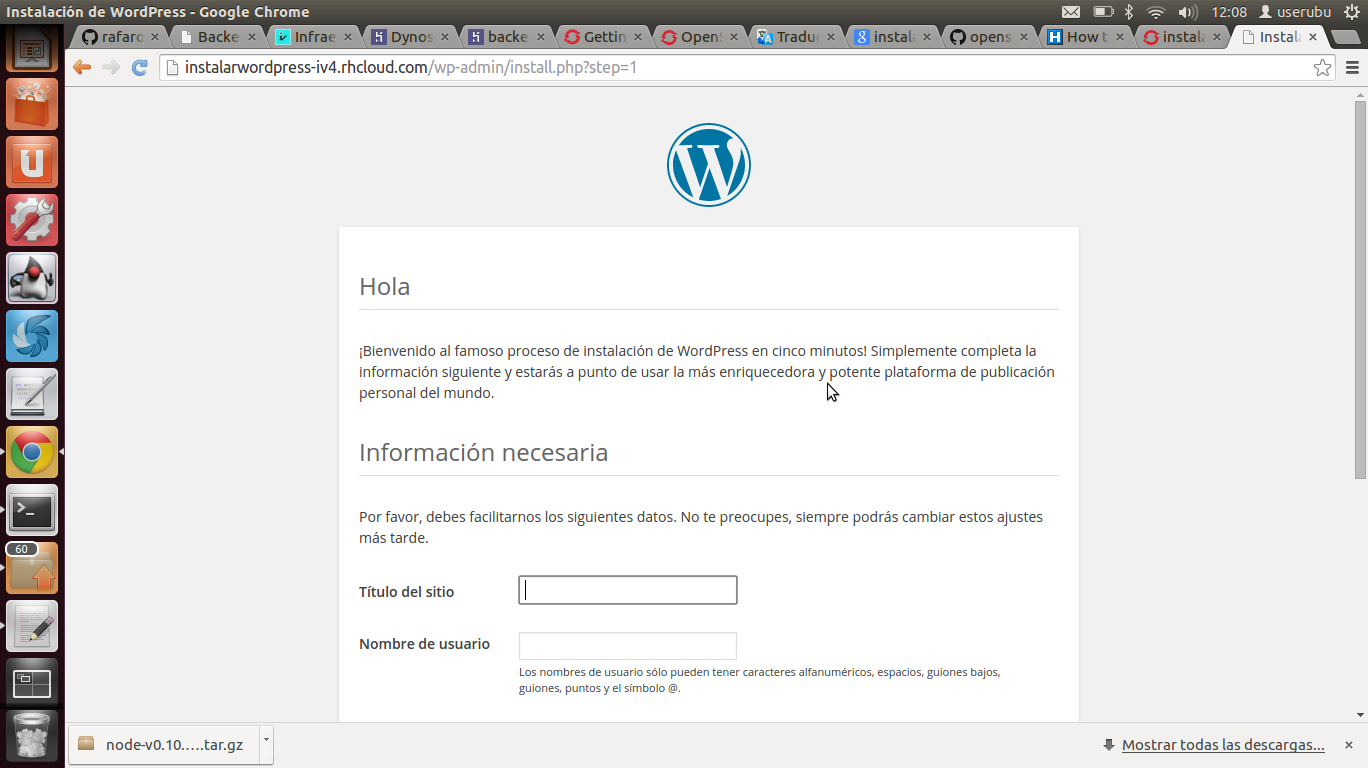 Instalación de WordPress - Google Chrome
12:08 userubu
rafaro Backe Infrae Dynos backe Gettin OpenS Tradu instala opens How t instala Instala
instalarwordpress-iv4.rhcloud.com/wp-admin/install.php?step=1
Hola
¡Bienvenido al famoso proceso de instalación de WordPress en cinco minutos! Simplemente completa la
información siguiente y estarás a punto de usar la más enriquecedora y potente plataforma de publicación
personal del mundo.
Información necesaria
Por favor, debes facilitarnos los siguientes datos. No te preocupes, siempre podrás cambiar estos ajustes
más tarde.
Título del sitio
60
Nombre de usuario
Los nombres de usuario sólo pueden tener caracteres alfanuméricos, espacios, guiones bajos,
guiones, puntos y el símbolo @.
node-v0.10.….tar.gz
Mostrar todas las descargas...